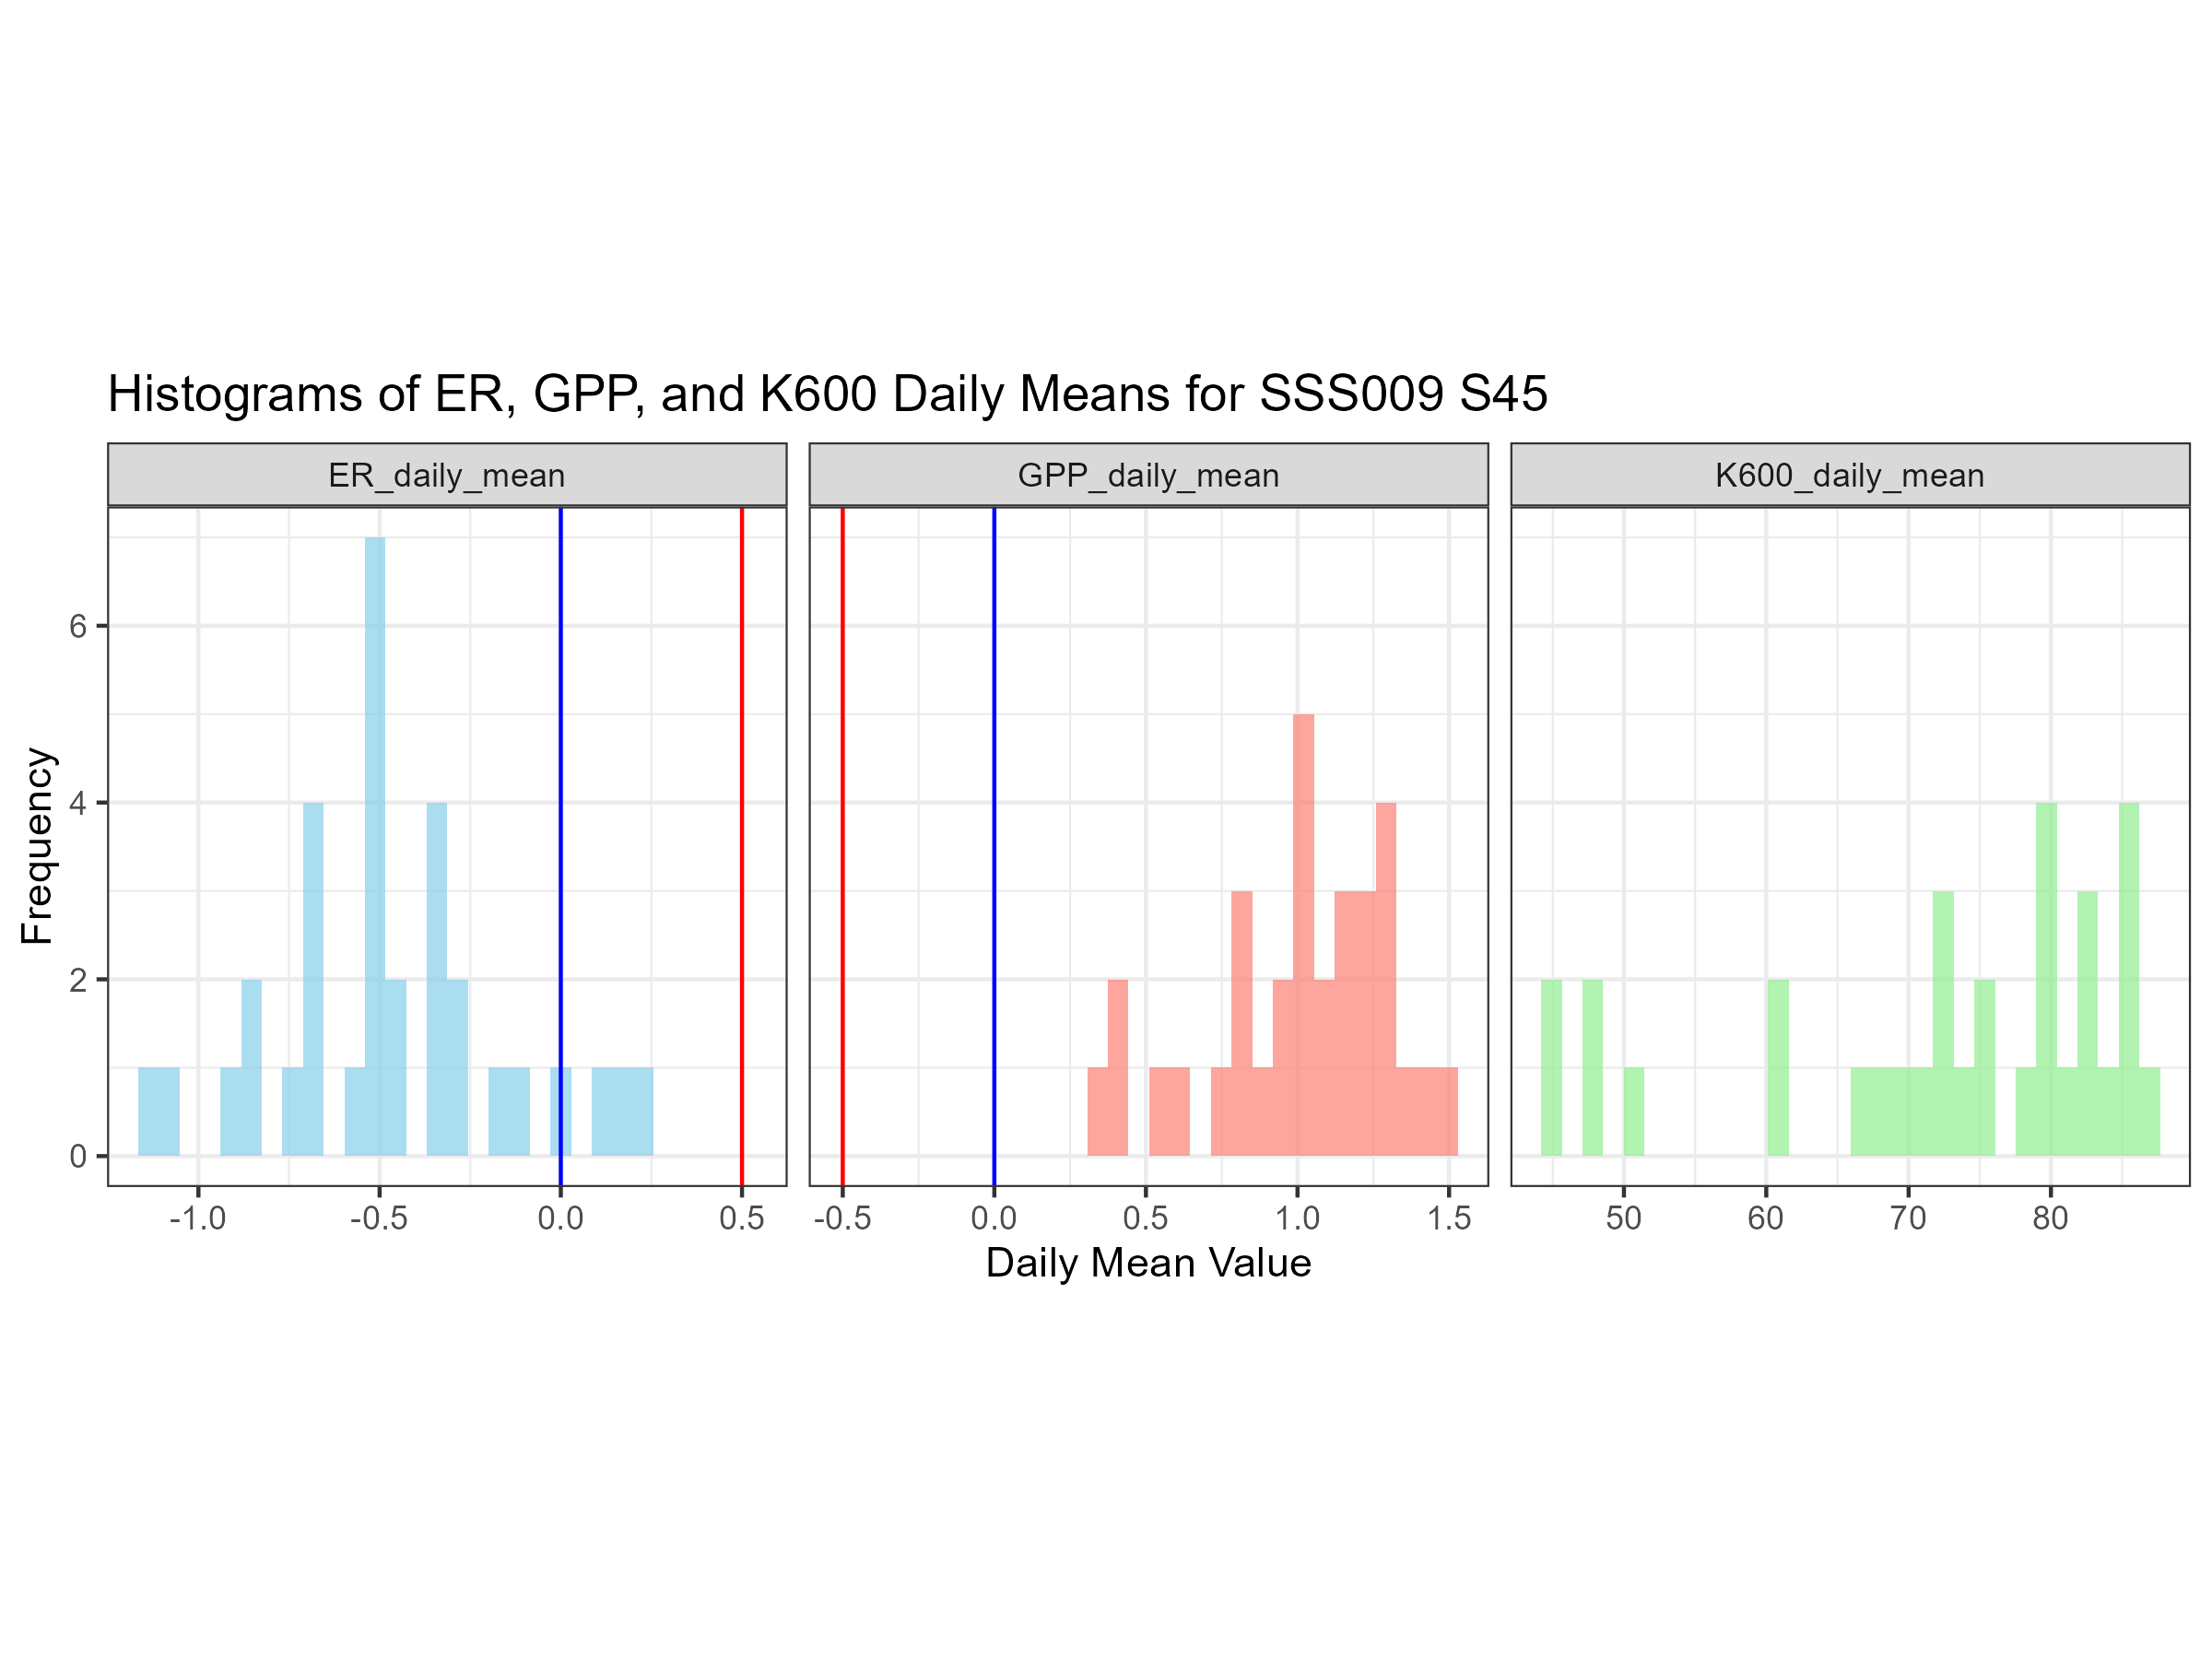 Histograms of ER, GPP, and K600 Daily Means for SSS009 S45
ER_daily_mean GPP_daily_mean K600_daily_mean
Frequency
6
4
2
0
-1.0 -0.5 0.0 0.5 -0.5 0.0 0.5 1.0 1.5 50 60 70 80
Daily Mean Value